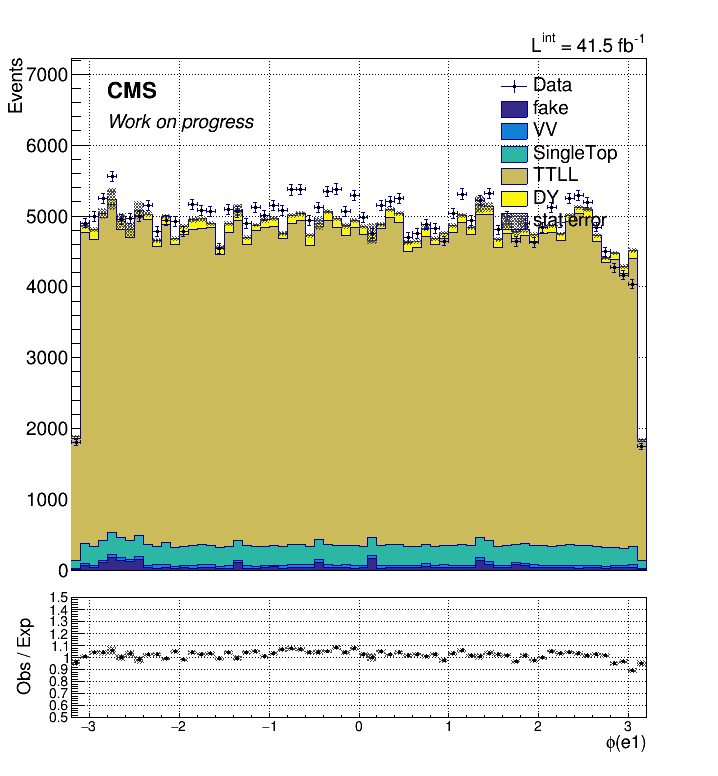 L^int = 41.5 fb^-1
Events
7000
6000
5000
4000
3000
2000
1000
0
CMS
Work on progress
Data
fake
VV
SingleTop
TTLL
DY
stat error
Obs / Exp
1.5
1.4
1.3
1.2
1.1
1
0.9
0.8
0.7
0.6
0.5
−3 −2 −1 0 1 2 3
ϕ(e1)